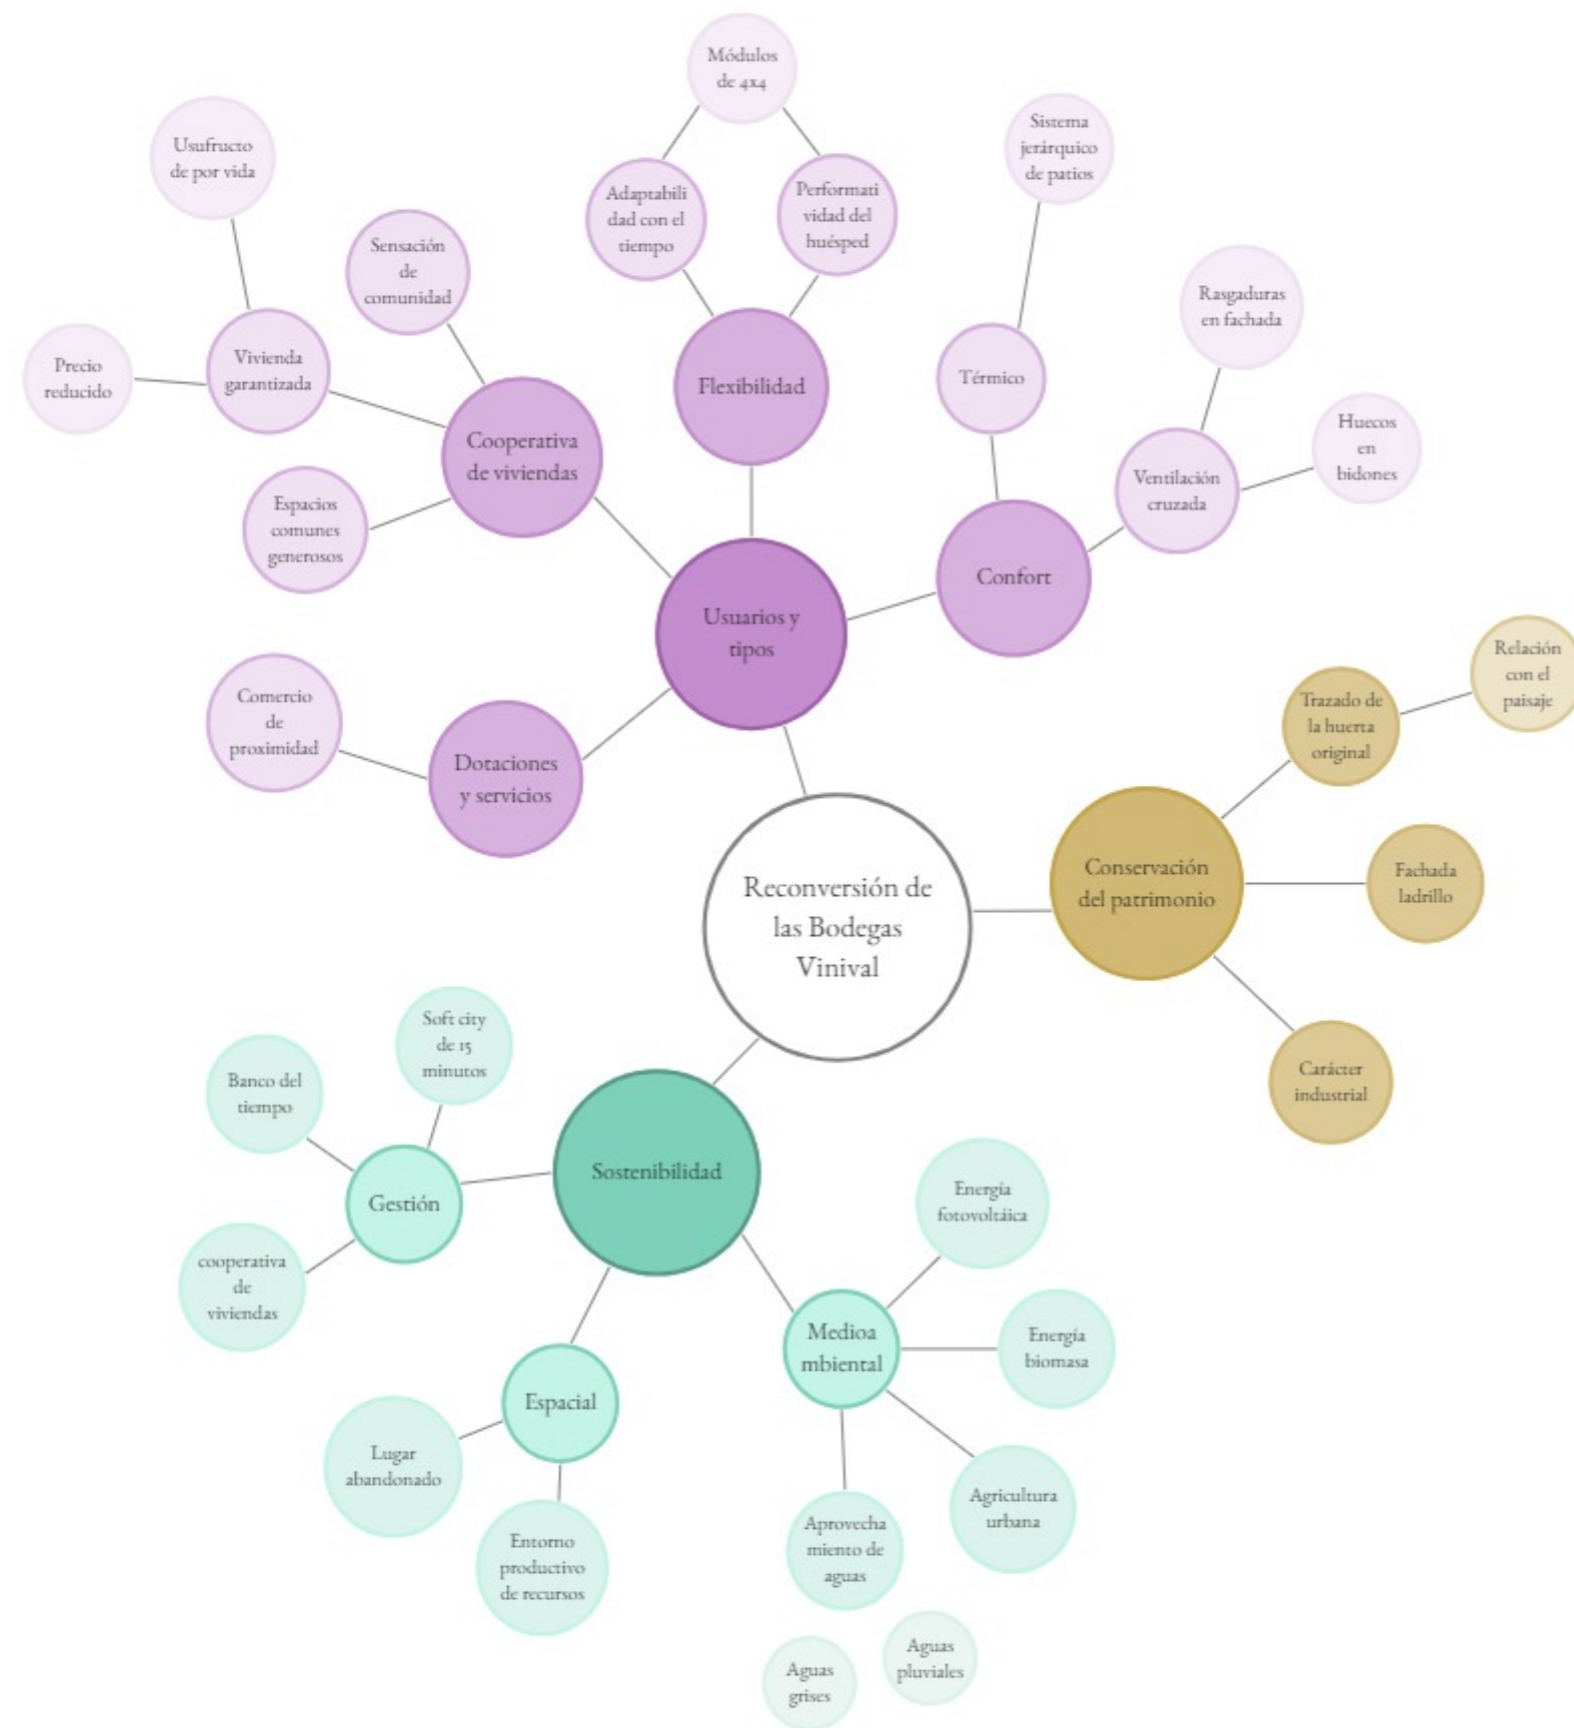 Módulos
de 4x4
Usufructo
de por vida
Sistema
jerárquico
de patios
Adaptabili
dad con el
tiempo
Performati
vidad del
huésped
Sensación
de
comunidad
Rasgaduras
en fachada
Precio
reducido
Vivienda
garantizada
Flexibilidad
Térmico
Huecos
en
bidones
Cooperativa
de viviendas
Ventilación
cruzada
Espacios
comunes
generosos
Confort
Usuarios y
tipos
Relación
con el
paisaje
Comercio
de
proximidad
Trazado de
la huerta
original
Dotaciones
y servicios
Conservación
del patrimonio
Fachada
ladrillo
Reconversión de
las Bodegas
Vinival
Soft city
de 15
minutos
Banco del
tiempo
Carácter
industrial
Sostenibilidad
Gestión
Energía
fotovoltáica
cooperativa
de
viviendas
Medioa
mbiental
Energía
biomasa
Espacial
Lugar
abandonado
Agricultura
urbana
Entorno
productivo
de recursos
Aprovecha
miento de
aguas
Aguas
pluviales
Aguas
grises